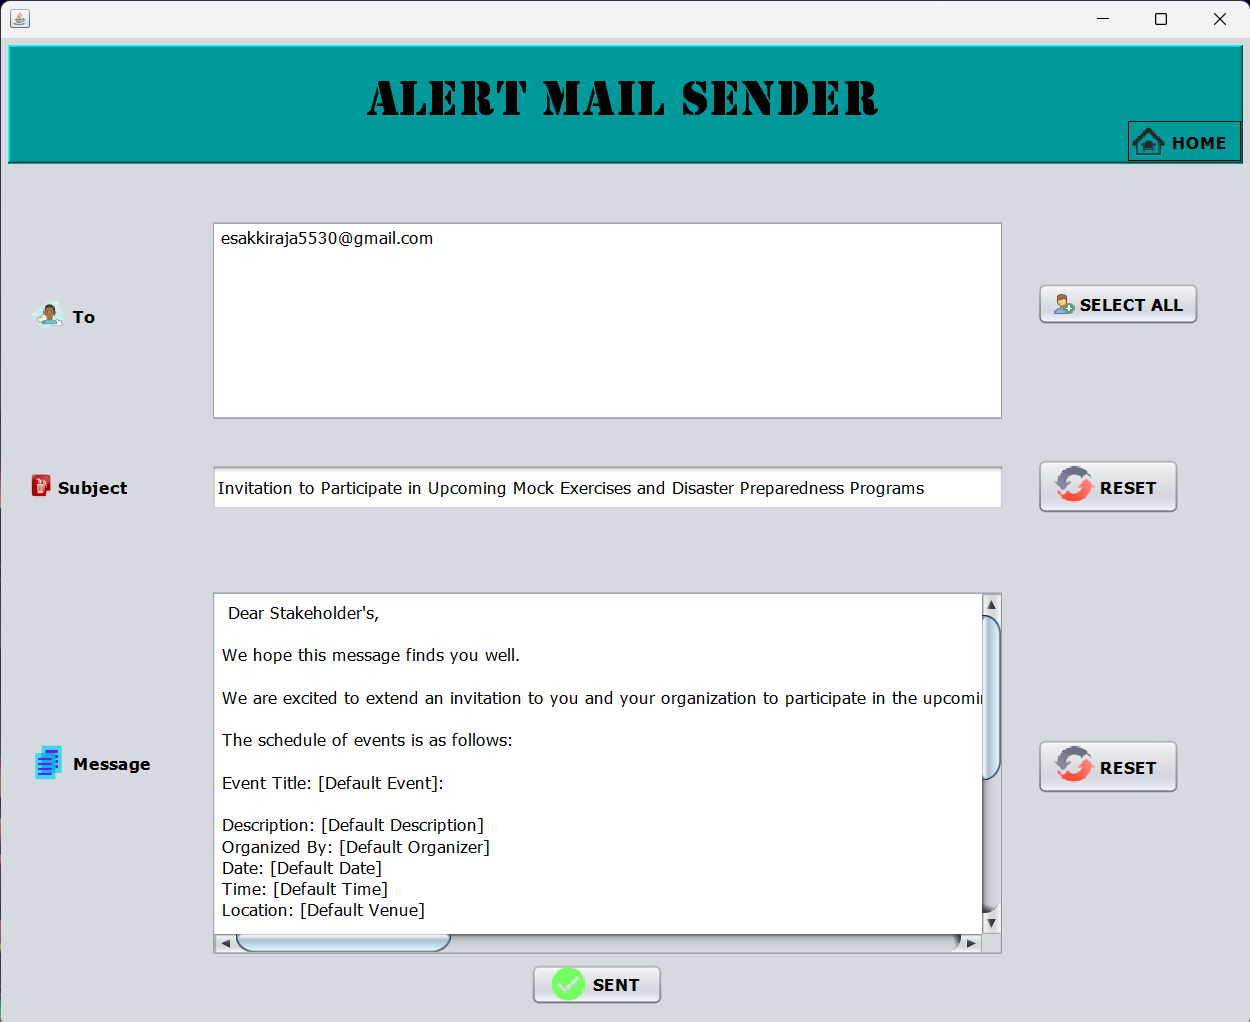 ALERT MAIL SENDER
HOME
To
esakkiraja5530@gmail.com
SELECT ALL
Subject
Invitation to Participate in Upcoming Mock Exercises and Disaster Preparedness Programs
RESET
Message
Dear Stakeholder's,
We hope this message finds you well.
We are excited to extend an invitation to you and your organization to participate in the
The schedule of events is as follows:
Event Title: [Default Event]:
Description: [Default Description]
Organized By: [Default Organizer]
Date: [Default Date]
Time: [Default Time]
Location: [Default Venue]
RESET
SENT